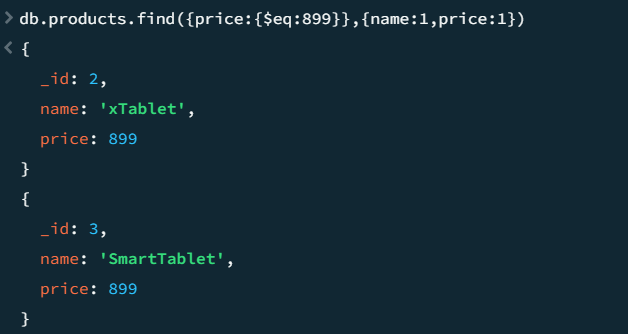 > db.products.find({price:{$eq:899}},{name:1,price:1})
< {
_id: 2,
name: 'xTablet',
price: 899
}
{
_id: 3,
name: 'SmartTablet',
price: 899
}